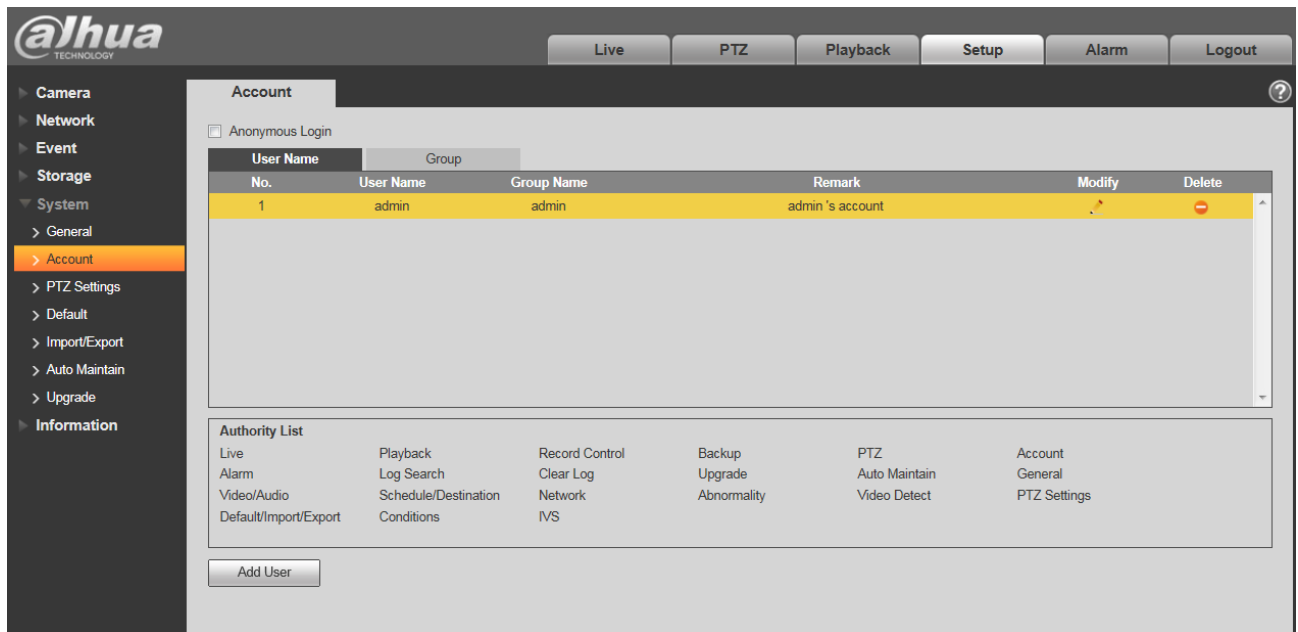 alhua
TECHNOLOGY
Live PTZ Playback Setup Alarm Logout
Camera
Network
Event
Storage
System
General
Account
PTZ Settings
Default
Import/Export
Auto Maintain
Upgrade
Information
Account ?
Anonymous Login
User Name Group
No. User Name Group Name Remark Modify Delete
1 admin admin admin 's account
Authority List
Live Playback Record Control Backup PTZ Account
Alarm Log Search Clear Log Upgrade Auto Maintain General
Video/Audio Schedule/Destination Network Abnormality Video Detect PTZ Settings
Default/Import/Export Conditions IVS
Add User